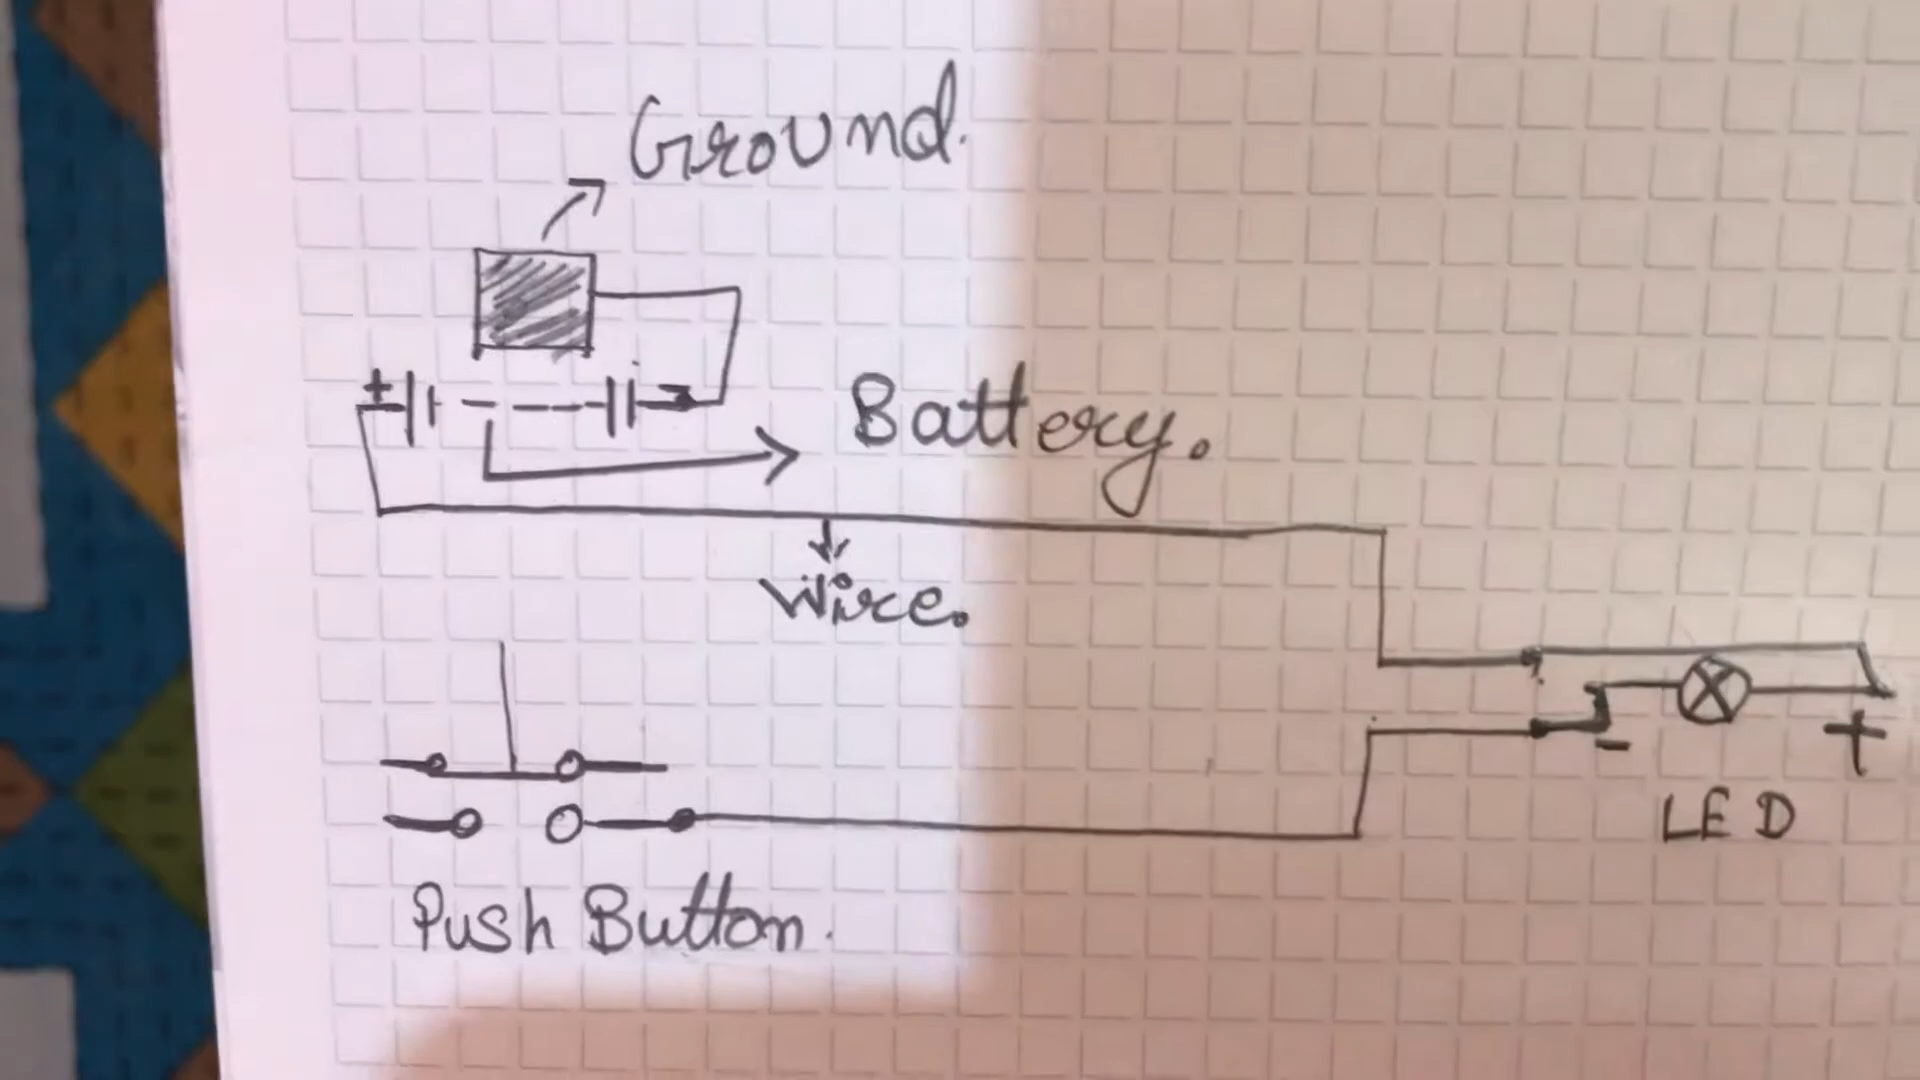 Ground.
+
Battery.
Wire.
- +
LED
Push Button.